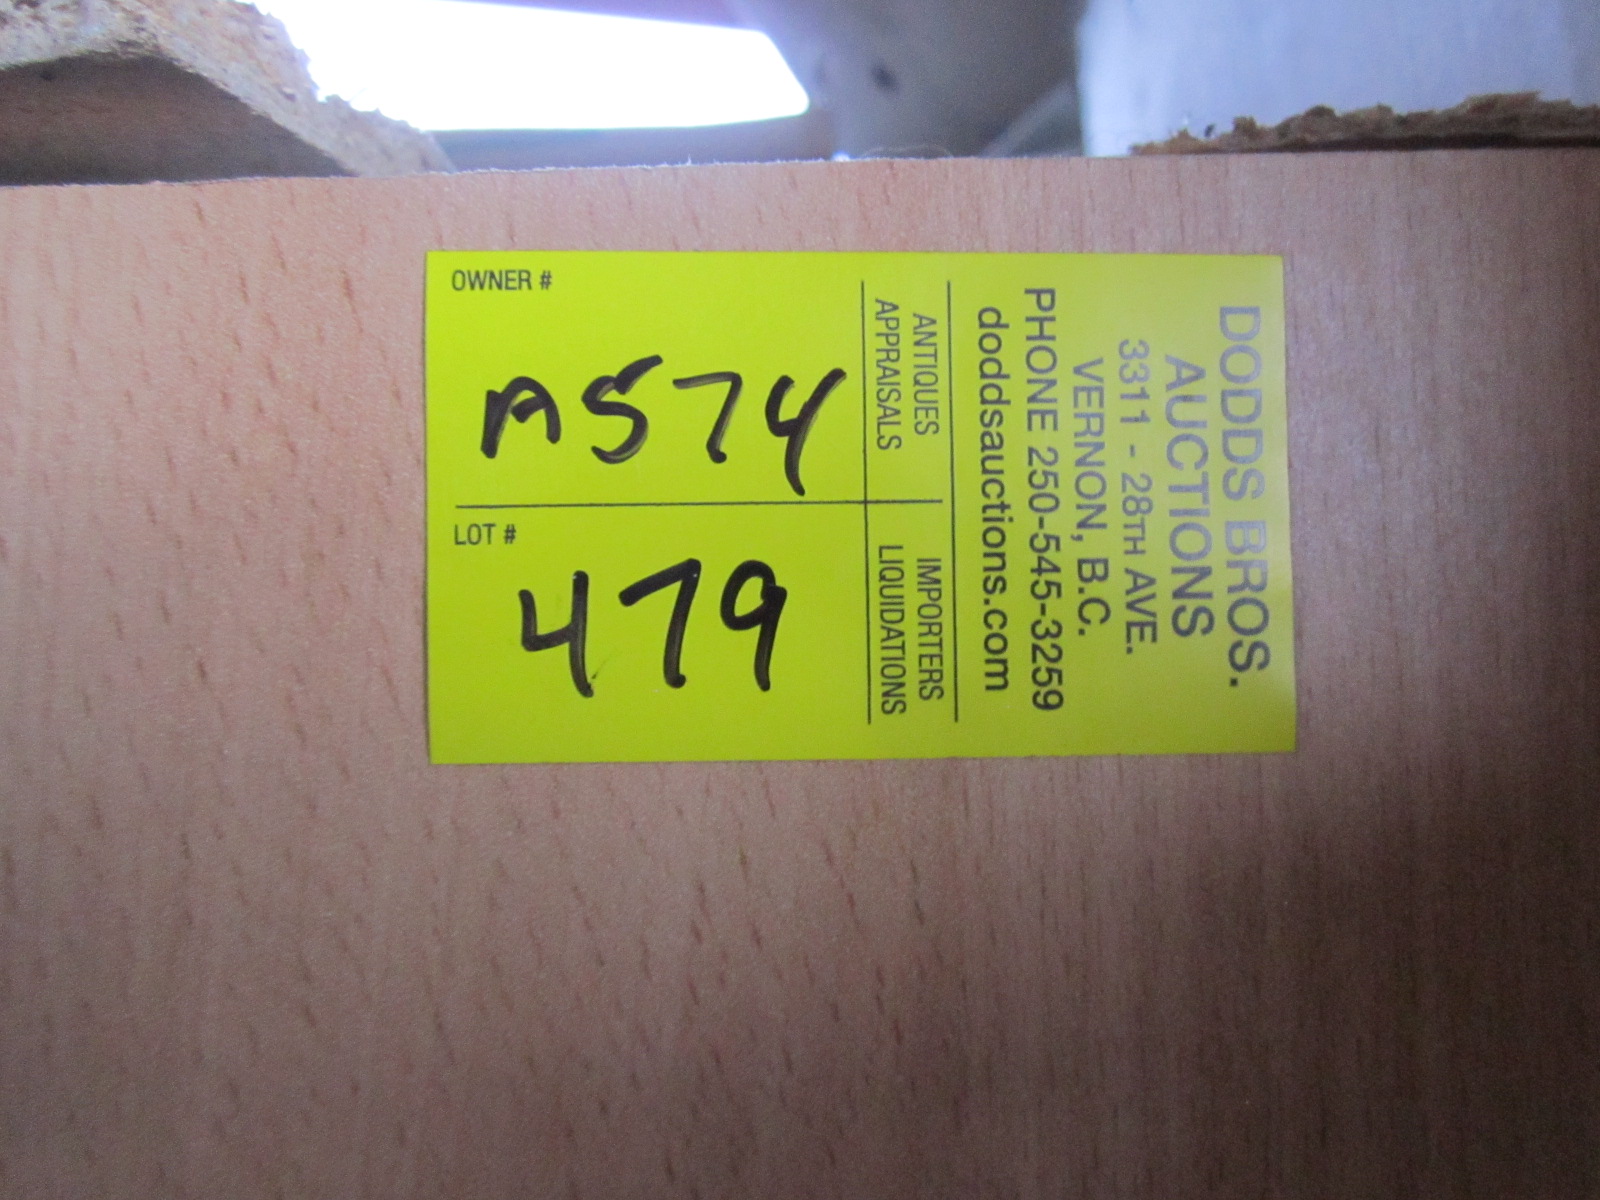 DODDS BROS.
AUCTIONS
3311 - 28TH AVE.
VERNON, B.C.
PHONE 250-545-3259
doddsauctions.com
ANTIQUES
APPRAISALS
IMPORTERS
LIQUIDATIONS
OWNER #
A574
LOT #
479